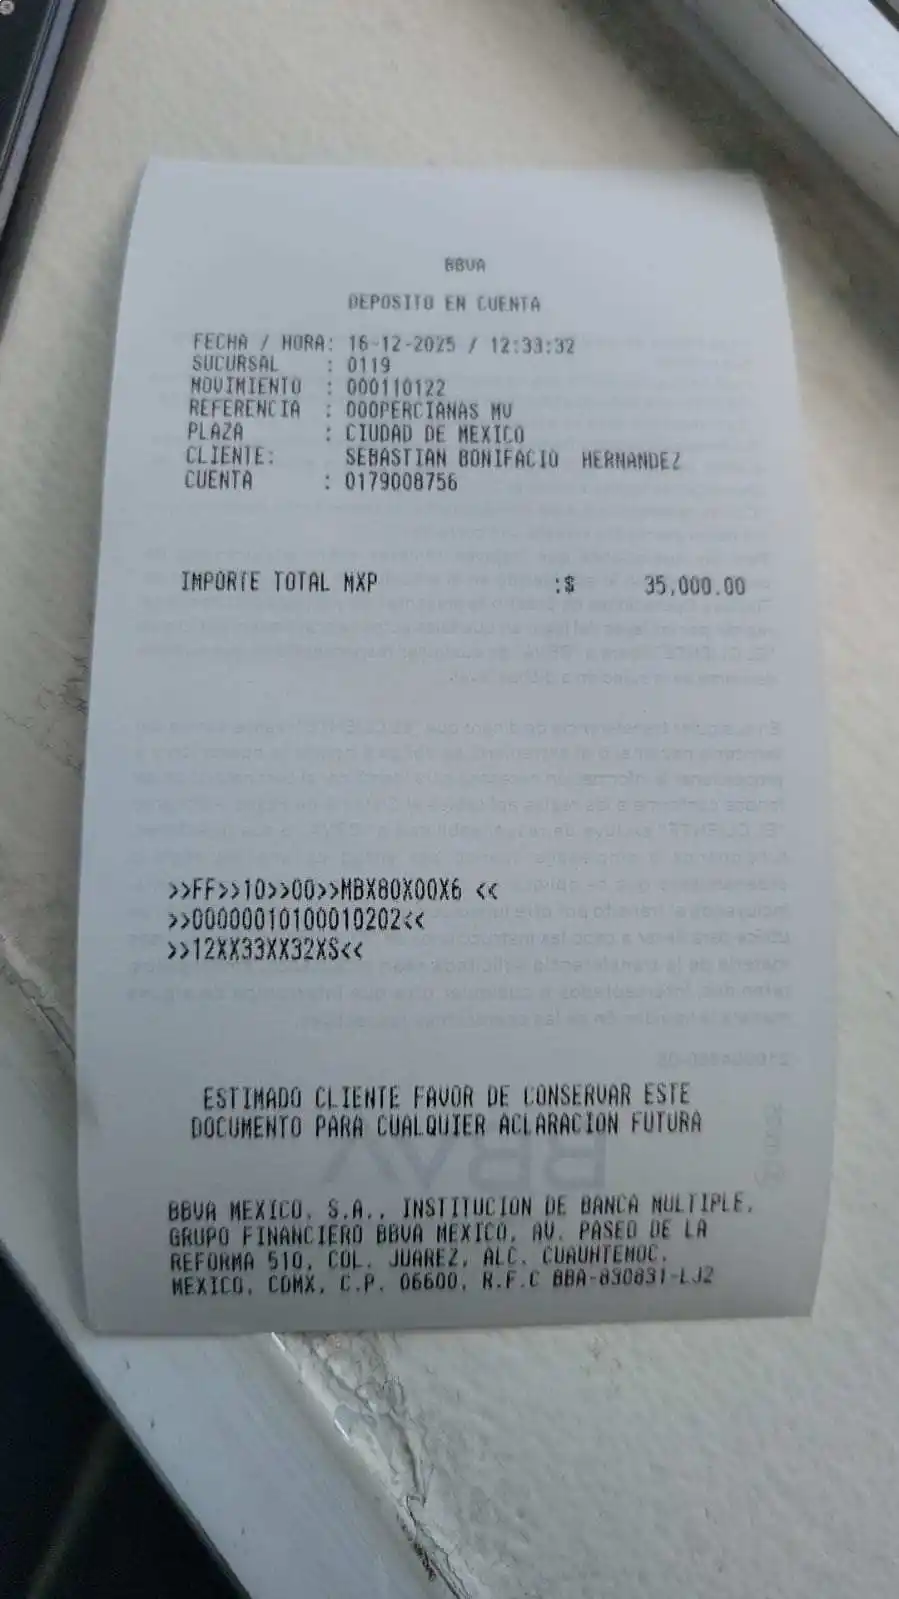 BBVA
DEPOSITO EN CUENTA
FECHA / HORA: 16-12-2025 / 12:33:32
SUCURSAL : 0119
MOVIMIENTO : 000110122
REFERENCIA : 000PERCIANAS MV
PLAZA : CIUDAD DE MEXICO
CLIENTE: SEBASTIAN BONIFACIO HERNANDEZ
CUENTA : 0179008756
IMPORTE TOTAL MXP :$ 35,000.00
>>FF>>10>>00>>MBX80X00X6 <<
>>00000010100010202<<
>>12XX33XX32XS<<
ESTIMADO CLIENTE FAVOR DE CONSERVAR ESTE
DOCUMENTO PARA CUALQUIER ACLARACION FUTURA
BBVA MEXICO, S.A., INSTITUCION DE BANCA MULTIPLE,
GRUPO FINANCIERO BBVA MEXICO, AV. PASEO DE LA
REFORMA 510, COL. JUAREZ, ALC. CUAUHTEMOC,
MEXICO, CDMX, C.P. 06600, R.F.C BBA-830831-LJ2